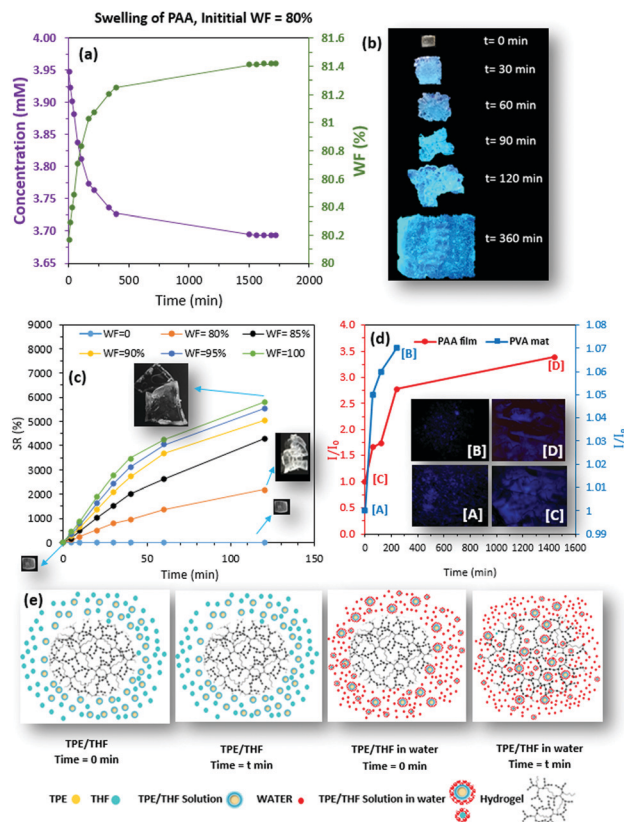 Swelling of PAA, Inititial WF = 80%
(a)
Concentration (mM)
4.00
3.95
3.90
3.85
3.80
3.75
3.70
3.65
WF (%)
81.6
81.4
81.2
81
80.8
80.6
80.4
80.2
80
0 500 1000 1500 2000
Time (min)
(b)
t= 0 min
t= 30 min
t= 60 min
t= 90 min
t= 120 min
t= 360 min
(c)
WF=0 WF= 80% WF= 85%
WF=90% WF=95% WF=100
SR (%)
9000
8000
7000
6000
5000
4000
3000
2000
1000
0
0 50 100 150
Time (min)
(d)
PAA film PVA mat
I/I₀
4.0
3.5
3.0
2.5
2.0
1.5
1.0
0.5
0.0
[B]
[D]
[C]
[A]
[B] [D]
[A] [C]
I/I₀
1.08
1.07
1.06
1.05
1.04
1.03
1.02
1.01
1
0.99
0 200 400 600 800 1000 1200 1400 1600
Time (min)
(e)
TPE/THF
Time = 0 min
TPE/THF
Time = t min
TPE/THF in water
Time = 0 min
TPE/THF in water
Time = t min
TPE THF TPE/THF Solution WATER TPE/THF Solution in water Hydrogel